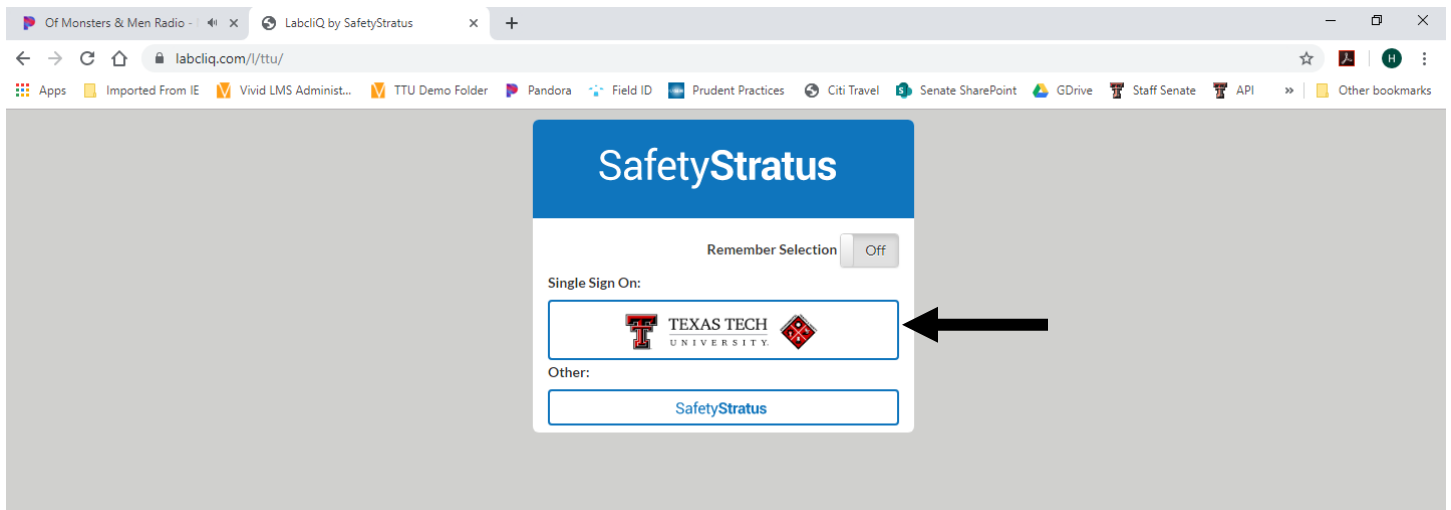 Of Monsters & Men Radio -
LabcliQ by SafetyStratus
labcliq.com/l/ttu/
H
Apps Imported From IE Vivid LMS Administ... TTU Demo Folder Pandora Field ID Prudent Practices Citi Travel Senate SharePoint GDrive Staff Senate API » Other bookmarks
SafetyStratus
Remember Selection Off
Single Sign On:
TEXAS TECH
UNIVERSITY.
Other:
SafetyStratus